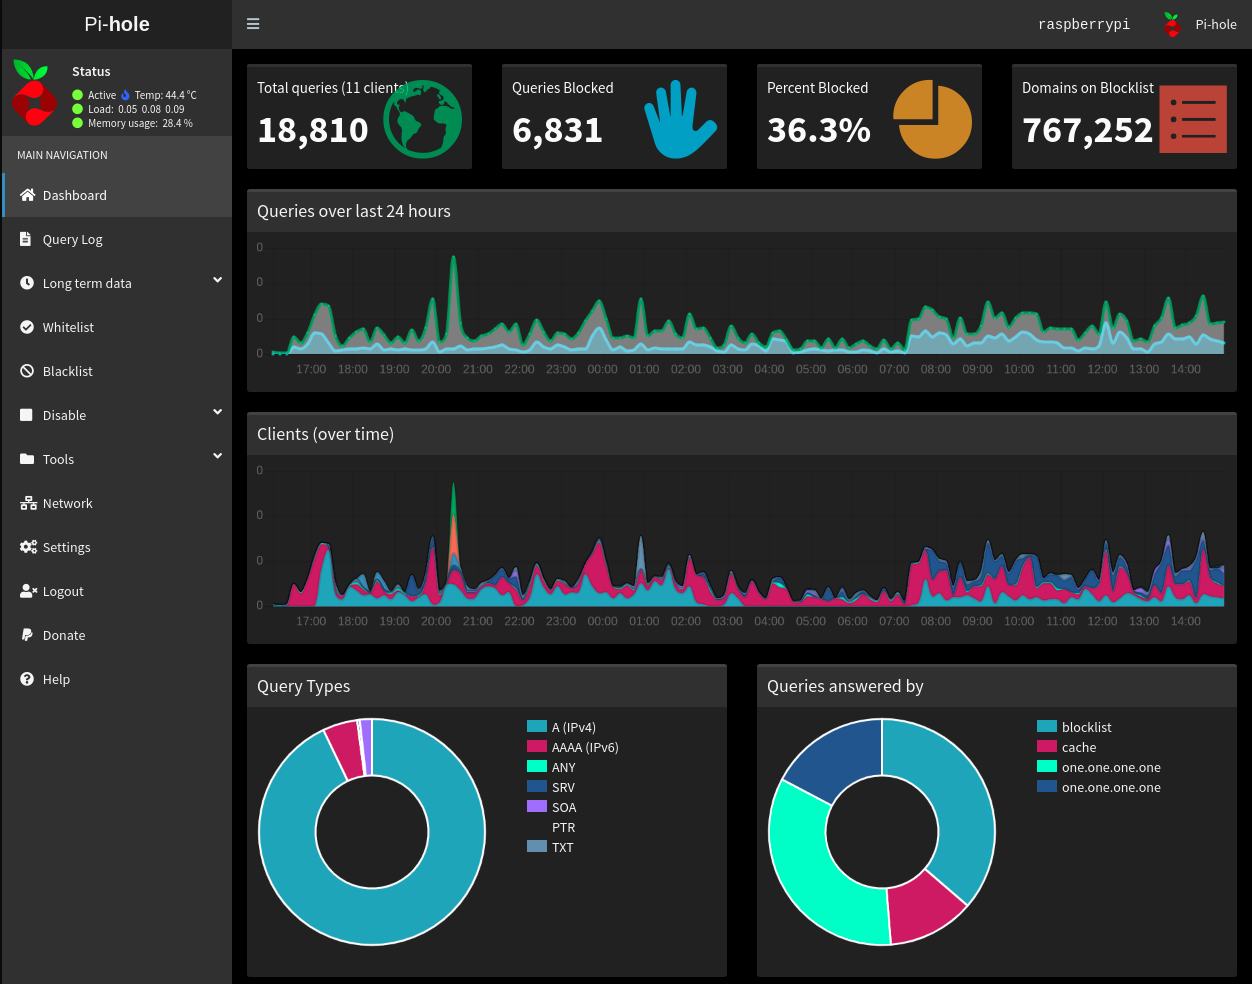 Pi-hole
raspberrypi
Pi-hole
Status
Active Temp: 44.4 °C
Load: 0.05 0.08 0.09
Memory usage: 28.4 %
MAIN NAVIGATION
Dashboard
Query Log
Long term data
Whitelist
Blacklist
Disable
Tools
Network
Settings
Logout
Donate
Help
Total queries (11 clients)
18,810
Queries Blocked
6,831
Percent Blocked
36.3%
Domains on Blocklist
767,252
Queries over last 24 hours
0
0
0
0
17:00 18:00 19:00 20:00 21:00 22:00 23:00 00:00 01:00 02:00 03:00 04:00 05:00 06:00 07:00 08:00 09:00 10:00 11:00 12:00 13:00 14:00
Clients (over time)
0
0
0
0
17:00 18:00 19:00 20:00 21:00 22:00 23:00 00:00 01:00 02:00 03:00 04:00 05:00 06:00 07:00 08:00 09:00 10:00 11:00 12:00 13:00 14:00
Query Types
A (IPv4)
AAAA (IPv6)
ANY
SRV
SOA
PTR
TXT
Queries answered by
blocklist
cache
one.one.one.one
one.one.one.one